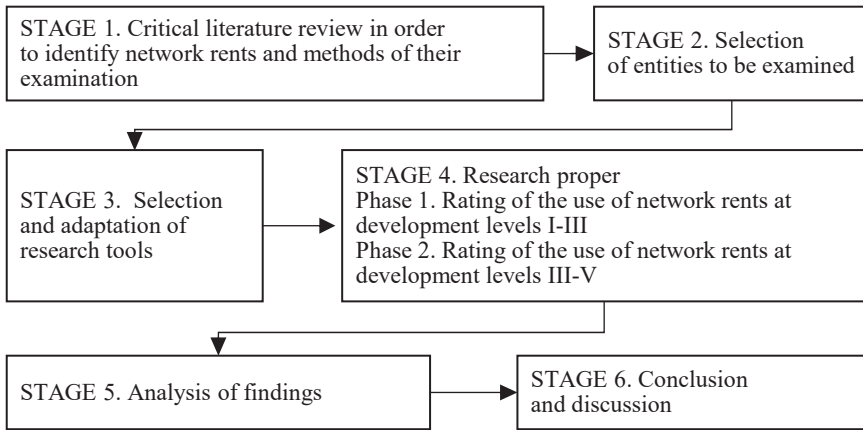 STAGE 1. Critical literature review in order
to identify network rents and methods of their
examination
STAGE 2. Selection
of entities to be examined
STAGE 3. Selection
and adaptation of
research tools
STAGE 4. Research proper
Phase 1. Rating of the use of network rents at
development levels I-III
Phase 2. Rating of the use of network rents at
development levels III-V
STAGE 5. Analysis of findings
STAGE 6. Conclusion
and discussion